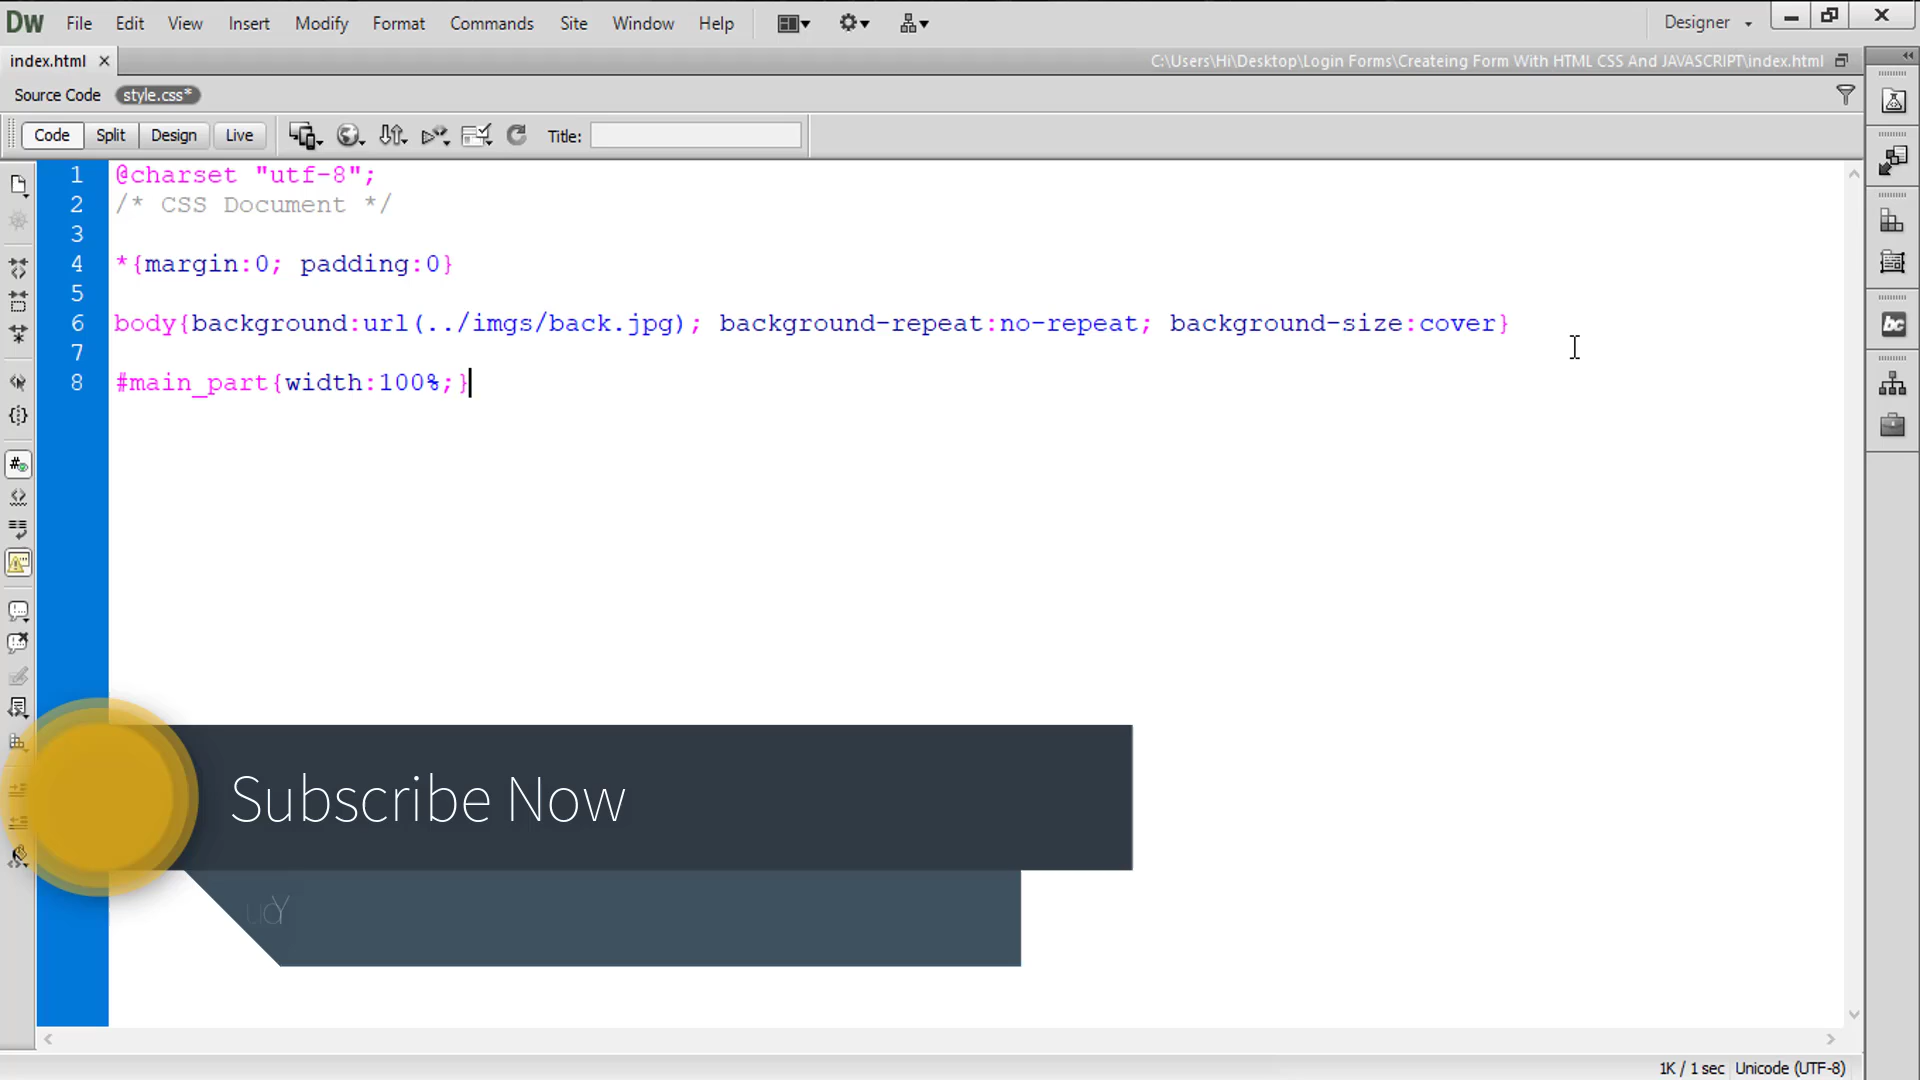 DW File Edit View Insert Modify Format Commands Site Window Help Designer
index.html C:\Users\Hi\Desktop\Login Forms\Createing Form With HTML CSS And JAVASCRIPT\index.html
Source Code style.css*
Code Split Design Live Title:
1 @charset "utf-8";
2 /* CSS Document */
3
4 *{margin:0; padding:0}
5
6 body{background:url(../imgs/back.jpg); background-repeat:no-repeat; background-size:cover}
7
8 #main_part{width:100%;}
bc
Subscribe Now
1K / 1 sec Unicode (UTF-8)